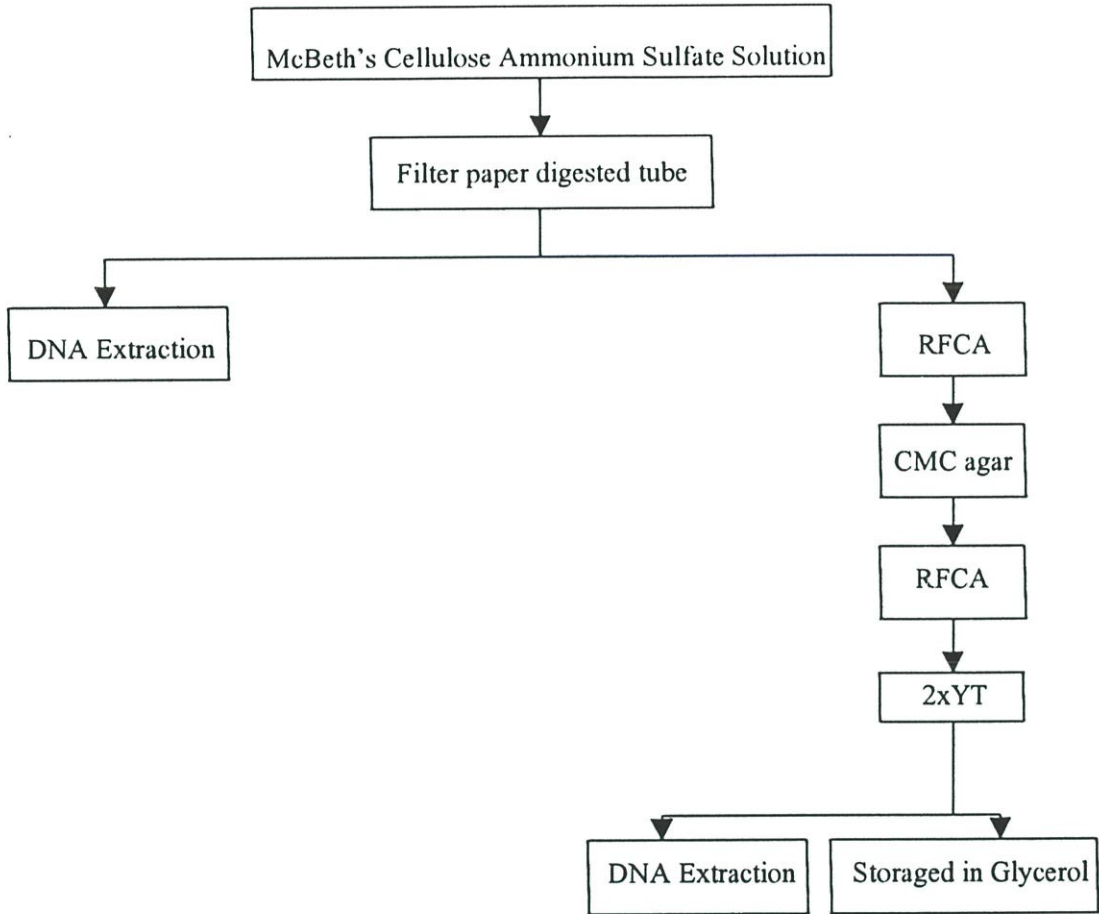 McBeth's Cellulose Ammonium Sulfate Solution
Filter paper digested tube
DNA Extraction
RFCA
CMC agar
RFCA
2xYT
DNA Extraction
Storaged in Glycerol